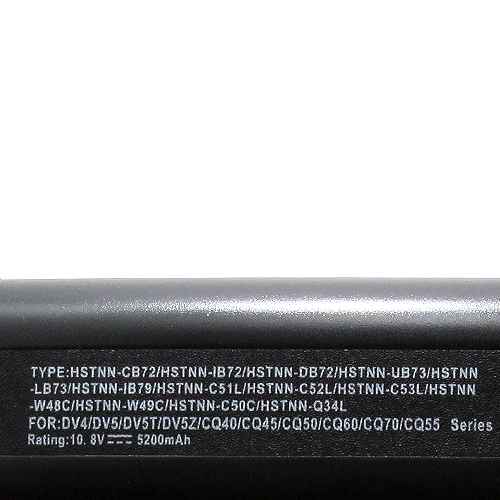 TYPE:HSTNN-CB72/HSTNN-IB72/HSTNN-DB72/HSTNN-UB73/HSTNN
-LB73/HSTNN-IB79/HSTNN-C51L/HSTNN-C52L/HSTNN-C53L/HSTNN
-W48C/HSTNN-W49C/HSTNN-C50C/HSTNN-Q34L
FOR:DV4/DV5/DV5T/DV5Z/CQ40/CQ45/CQ50/CQ60/CQ70/CQ55 Series
Rating:10.8V⎓ 5200mAh